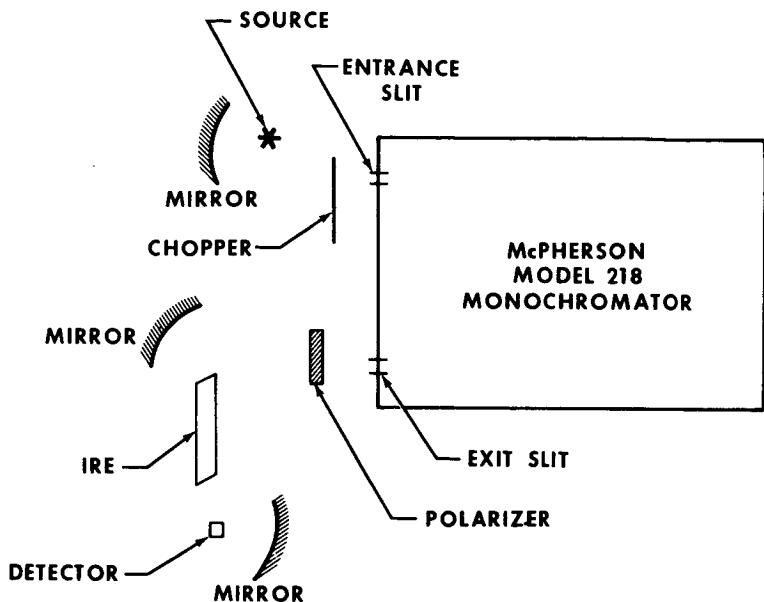 SOURCE
ENTRANCE
SLIT
MIRROR
CHOPPER
McPHERSON
MODEL 218
MONOCHROMATOR
MIRROR
IRE
EXIT SLIT
POLARIZER
DETECTOR
MIRROR